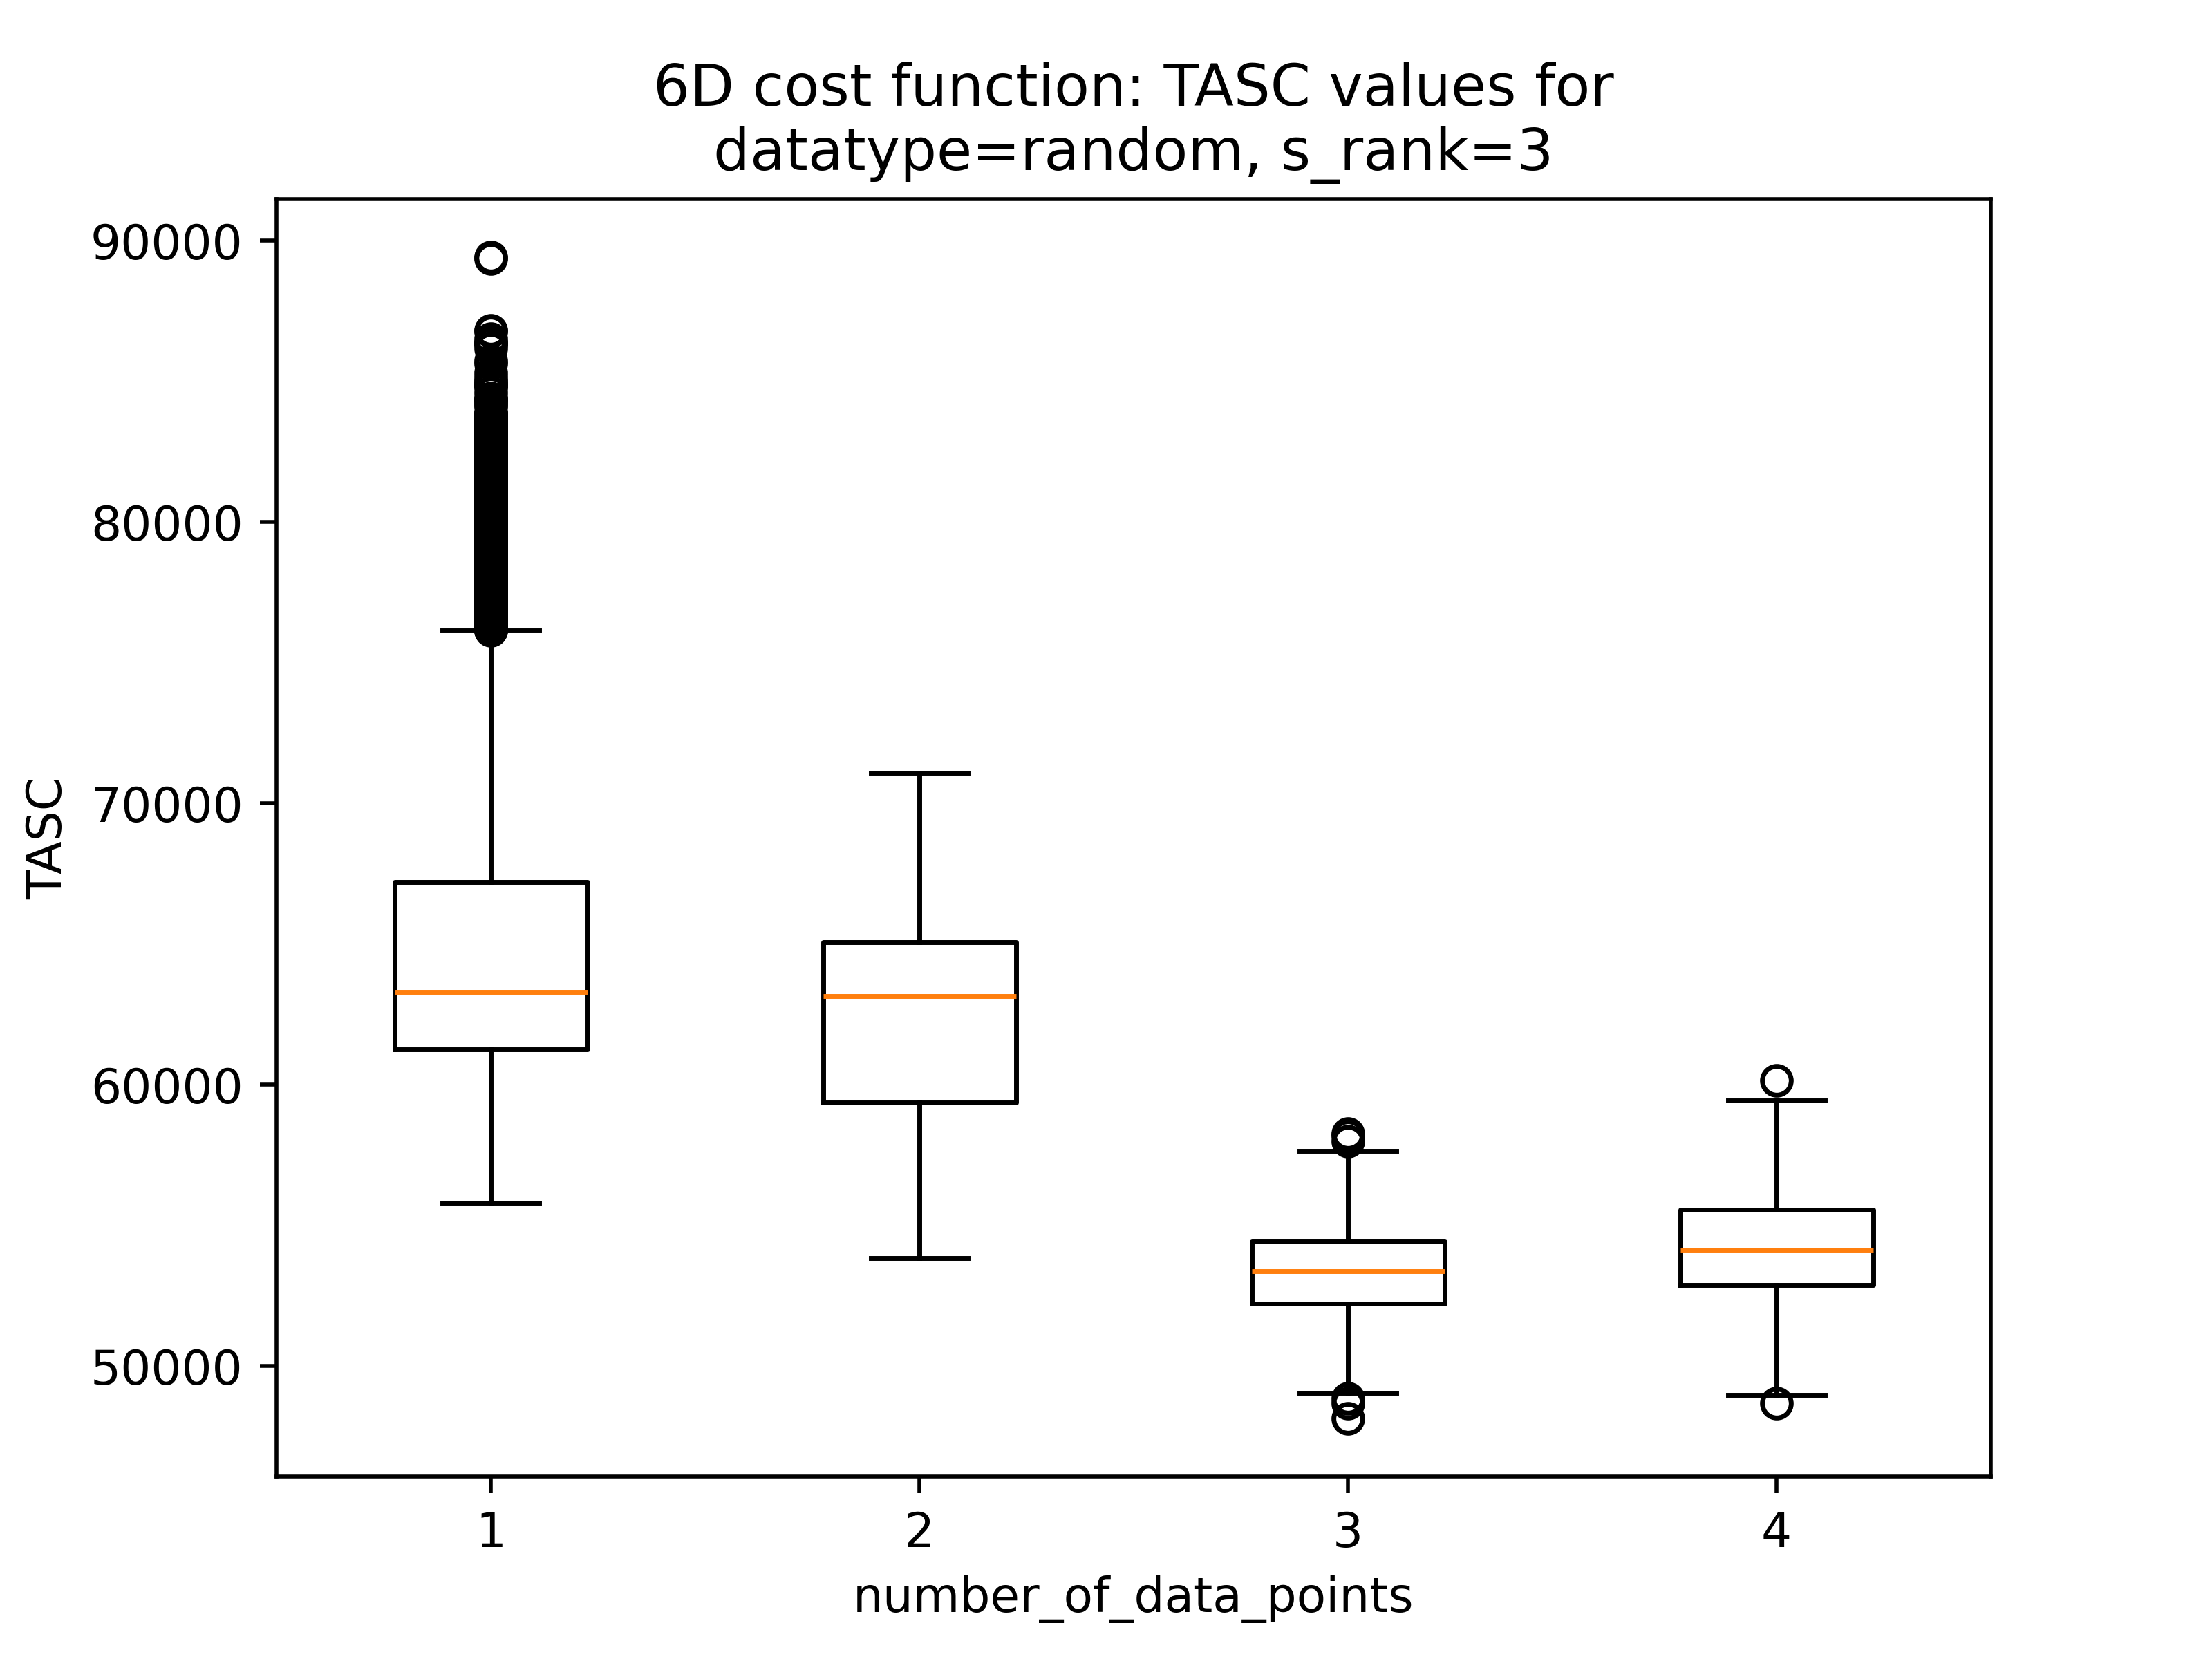 6D cost function: TASC values for
datatype=random, s_rank=3
90000
80000
70000
60000
50000
TASC
1
2
3
4
number_of_data_points